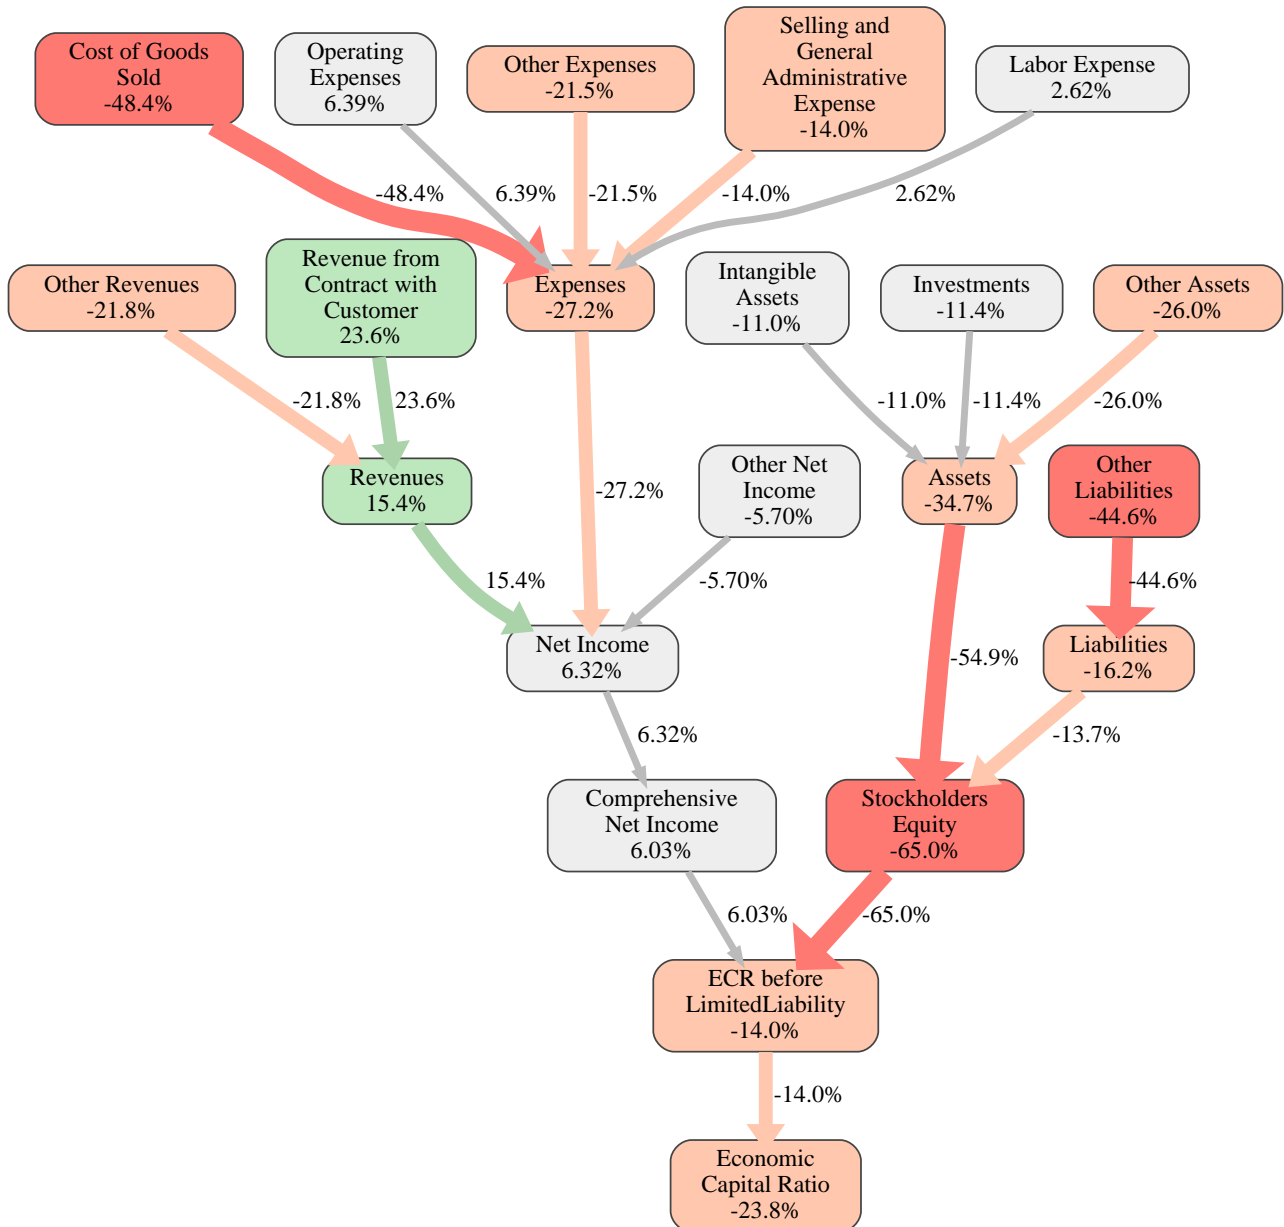 Cost of Goods
Sold
-48.4%
Operating
Expenses
6.39%
Other Expenses
-21.5%
Selling and
General
Administrative
Expense
-14.0%
Labor Expense
2.62%
-48.4%
6.39%
-21.5%
-14.0%
2.62%
Other Revenues
-21.8%
Revenue from
Contract with
Customer
23.6%
Expenses
-27.2%
Intangible
Assets
-11.0%
Investments
-11.4%
Other Assets
-26.0%
-21.8%
23.6%
-27.2%
-11.0%
-11.4%
-26.0%
Revenues
15.4%
Other Net
Income
-5.70%
Assets
-34.7%
Other
Liabilities
-44.6%
15.4%
-5.70%
-54.9%
-44.6%
Net Income
6.32%
Liabilities
-16.2%
6.32%
-13.7%
Comprehensive
Net Income
6.03%
Stockholders
Equity
-65.0%
6.03%
-65.0%
ECR before
LimitedLiability
-14.0%
-14.0%
Economic
Capital Ratio
-23.8%